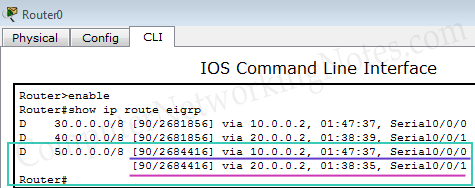 Router0
Physical Config CLI
IOS Command Line Interface
Router>enable
Router#show ip route eigrp
D 30.0.0.0/8 [90/2681856] via 10.0.0.2, 01:47:37, Serial0/0/0
D 40.0.0.0/8 [90/2681856] via 20.0.0.2, 01:38:39, Serial0/0/1
D 50.0.0.0/8 [90/2684416] via 10.0.0.2, 01:47:37, Serial0/0/0
[90/2684416] via 20.0.0.2, 01:38:35, Serial0/0/1
Router#
ComputerNetworkingNotes.com